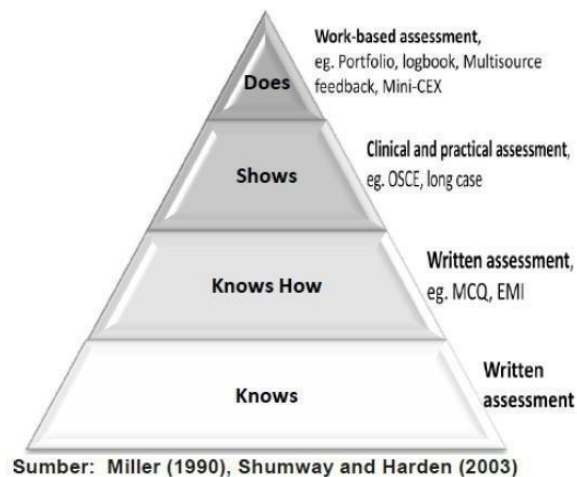 Work-based assessment,
eg. Portfolio, logbook, Multisource
feedback, Mini-CEX
Does
Clinical and practical assessment,
eg. OSCE, long case
Shows
Written assessment,
eg. MCQ, EMI
Knows How
Written
assessment
Knows
Sumber: Miller (1990), Shumway and Harden (2003)